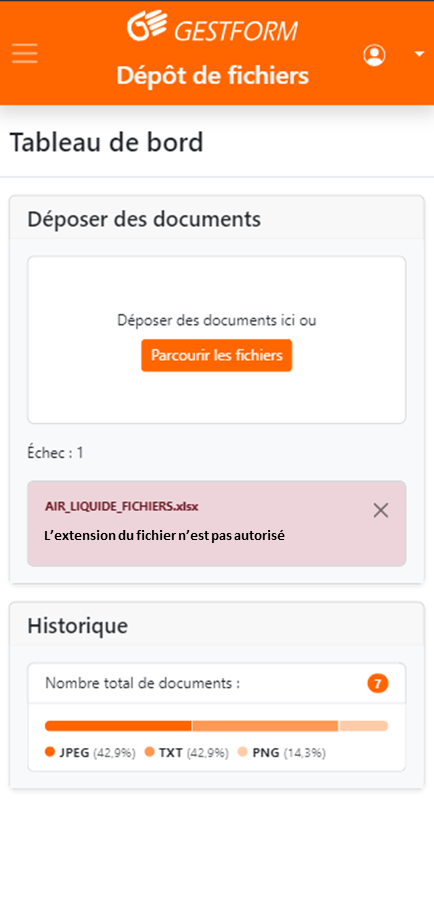 GESTFORM
Dépôt de fichiers
Tableau de bord
Déposer des documents
Déposer des documents ici ou
Parcourir les fichiers
Échec : 1
AIR_LIQUIDE_FICHIERS.xlsx
L’extension du fichier n’est pas autorisé
Historique
Nombre total de documents : 7
JPEG (42,9%) TXT (42,9%) PNG (14,3%)